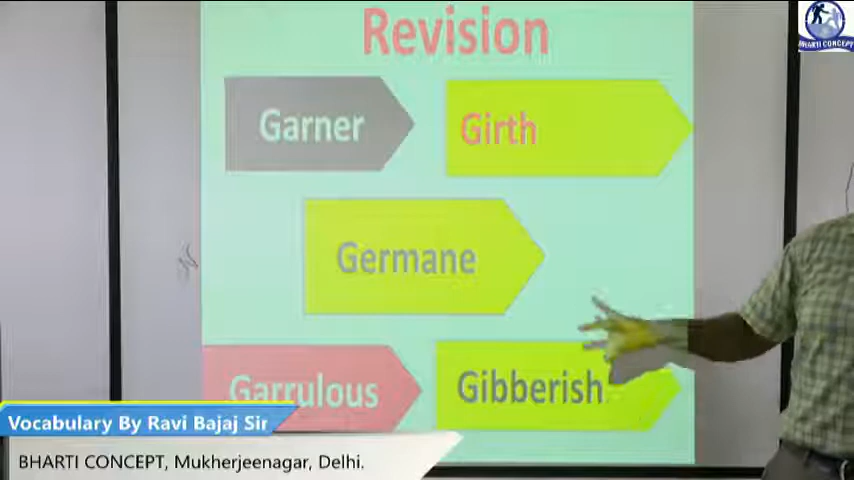 Revision
BHARTI CONCEPT
Garner
Girth
Germane
Garrulous
Gibberish
Vocabulary By Ravi Bajaj Sir
BHARTI CONCEPT, Mukherjeenagar, Delhi.